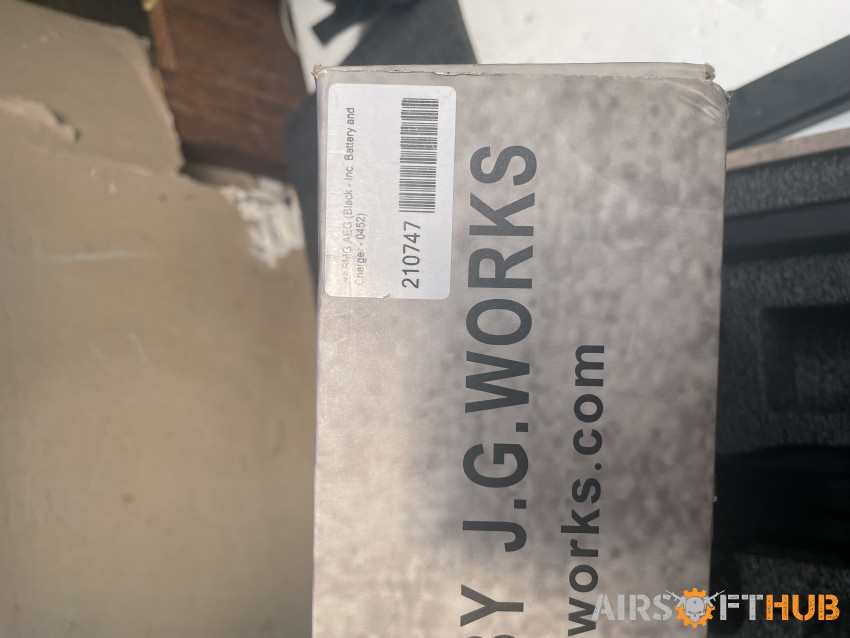 SMG AEG (Black - Inc. Battery and
Charger - 0452)
210747
BY J.G.WORKS
works.com
AIRSOFTHUB